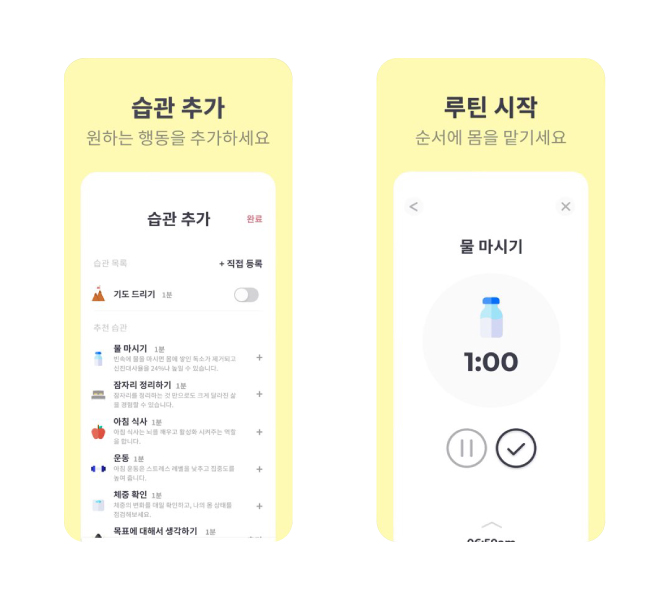 습관 추가
원하는 행동을 추가하세요
습관 추가
완료
습관 목록
+ 직접 등록
기도 드리기 1분
추천 습관
물 마시기 1분
빈속에 물을 마시면 몸에 쌓인 독소가 제거되고
신진대사율을 24%나 높일 수 있습니다.
+
잠자리 정리하기 1분
잠자리를 정리하는 것 만으로도 크게 달라진 삶
을 경험할 수 있습니다.
+
아침 식사 1분
아침 식사는 뇌를 깨우고 활성화 시켜주는 역할
을 합니다.
+
운동 1분
아침 운동은 스트레스 레벨을 낮추고 집중도를
높여 줍니다.
+
체중 확인 1분
체중의 변화를 매일 확인하고, 나의 몸 상태를
점검해보세요.
+
목표에 대해서 생각하기 1분
루틴 시작
순서에 몸을 맡기세요
물 마시기
1:00